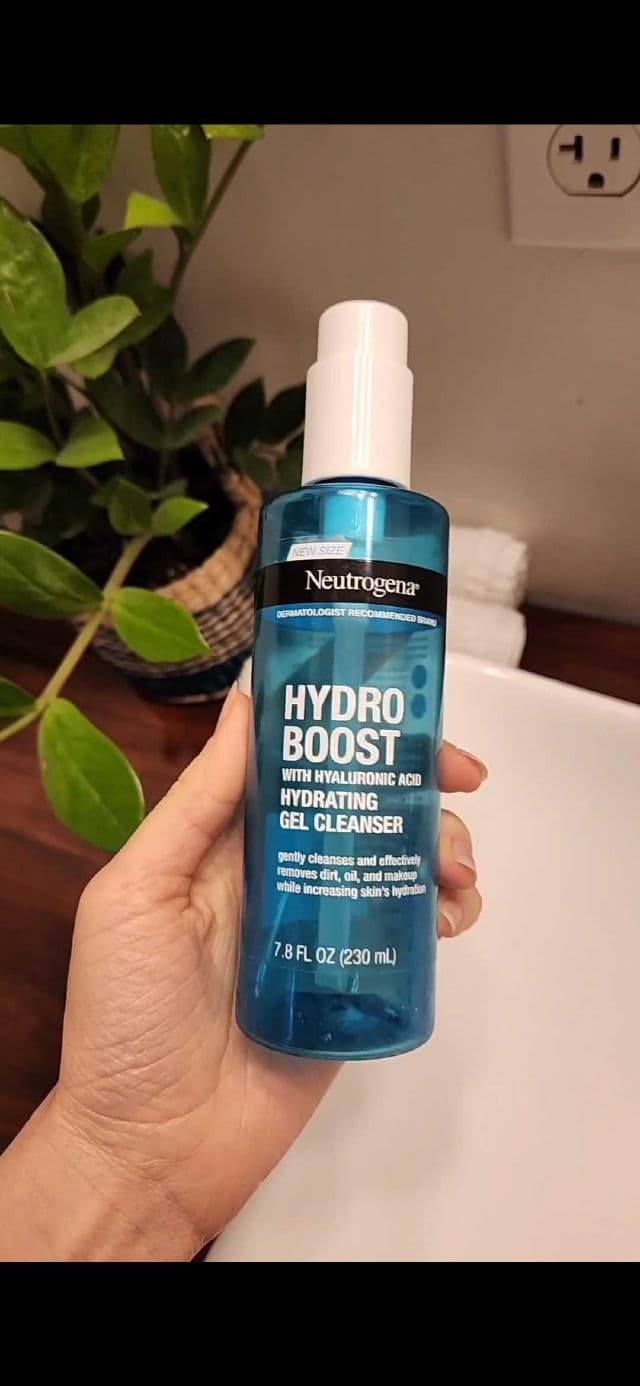 NEW SIZE
Neutrogena®
DERMATOLOGIST RECOMMENDED BRAND
HYDRO
BOOST
WITH HYALURONIC ACID
HYDRATING
GEL CLEANSER
gently cleanses and effectively
removes dirt, oil, and makeup
while increasing skin's hydration
7.8 FL OZ (230 mL)